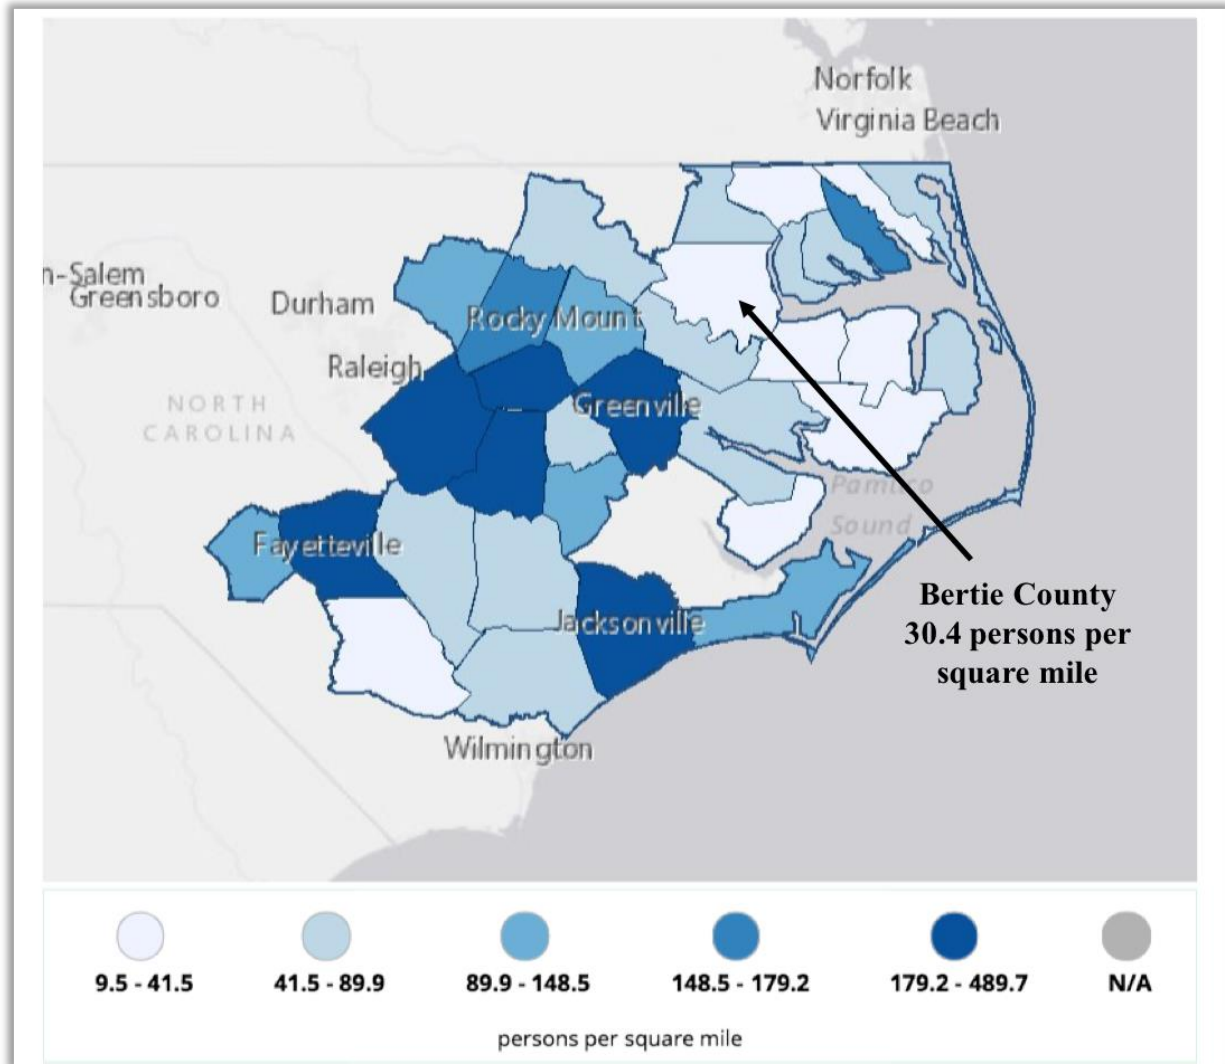 Norfolk
Virginia Beach
n-Salem
Greensboro
Durham
Rocky Mount
Raleigh
NORTH
CAROLINA
Greenville
Pamlico
Sound
Fayetteville
Jacksonville
Bertie County
30.4 persons per
square mile
Wilmington
9.5 - 41.5
41.5 - 89.9
89.9 - 148.5
148.5 - 179.2
179.2 - 489.7
N/A
persons per square mile